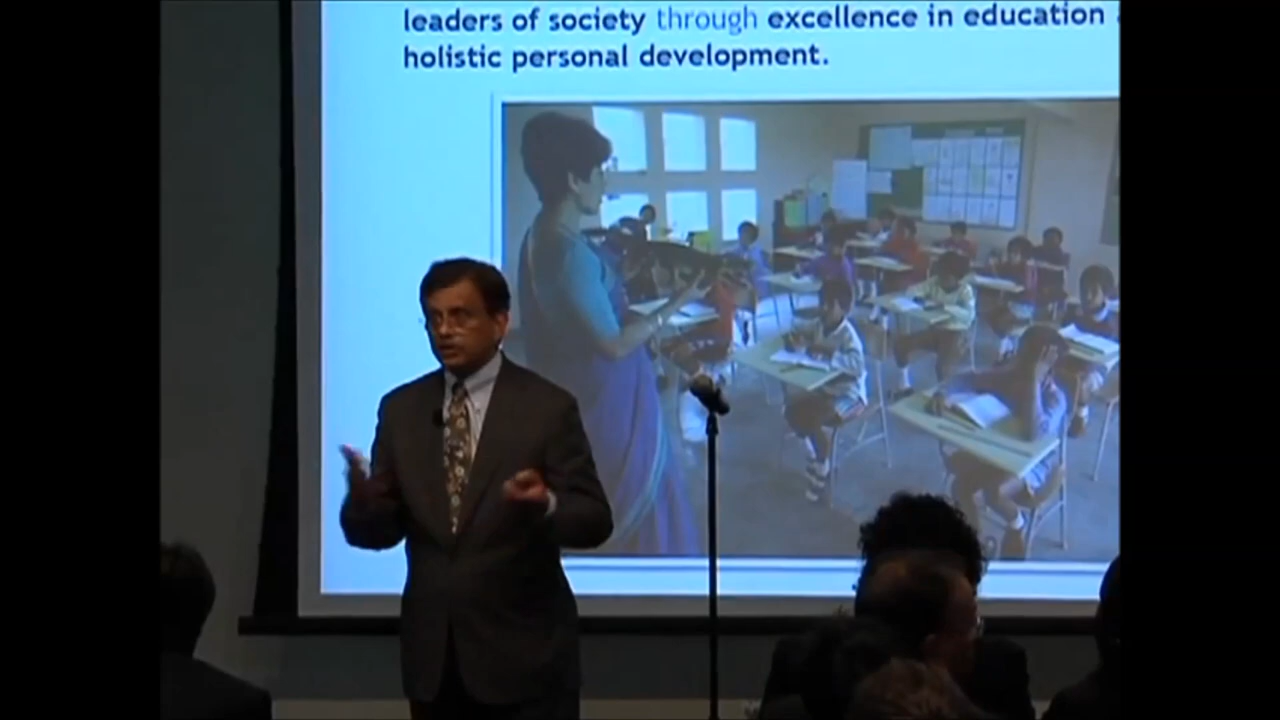 leaders of society through excellence in education
holistic personal development.